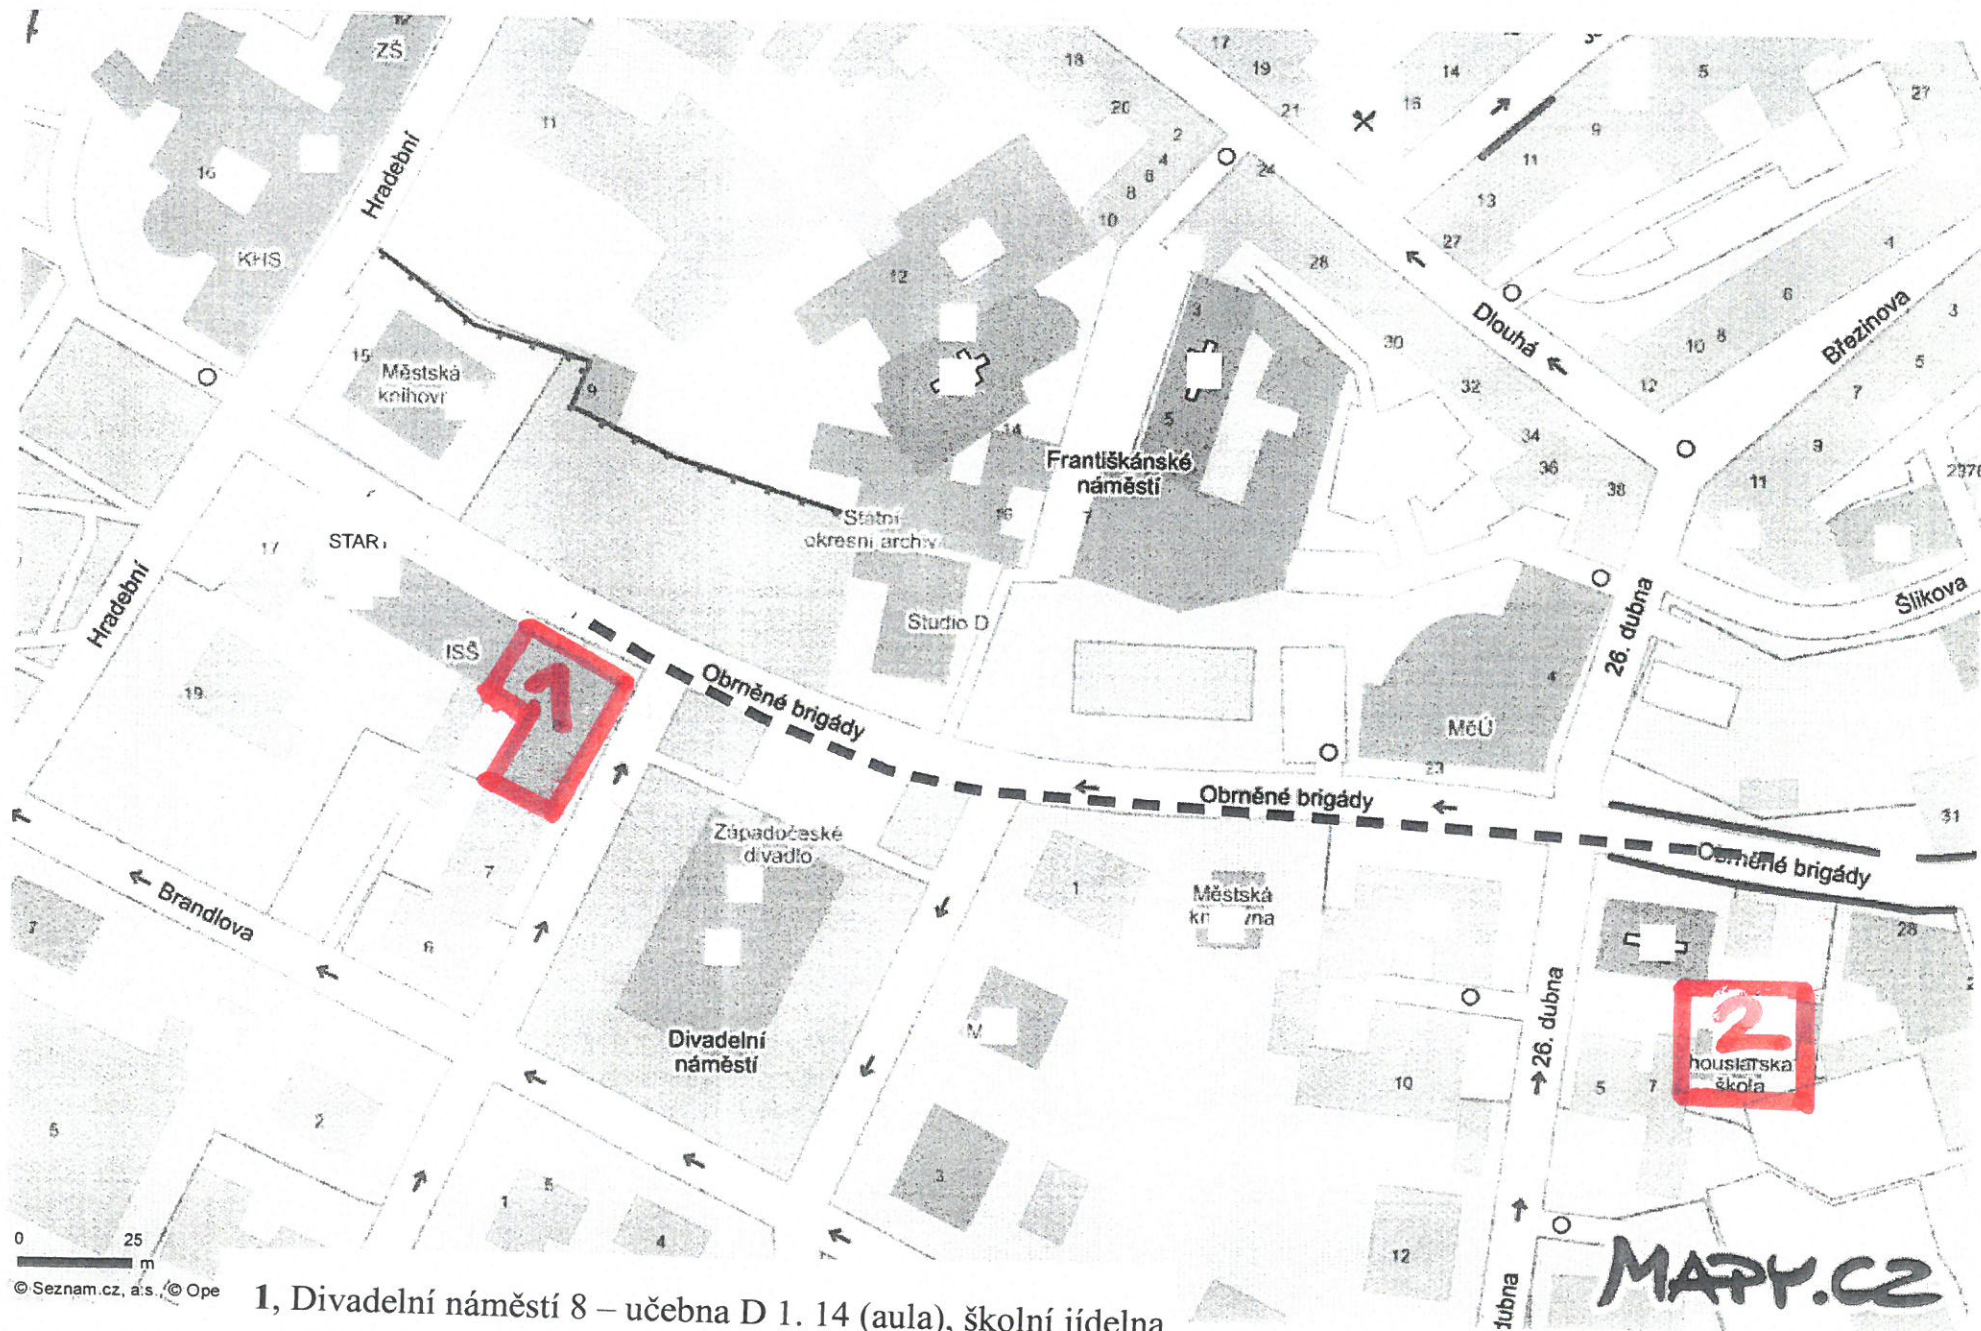 ZŠ
18
17
19
14
5
27
20
21
16
11
2
9
16
Hradební
4
24
6
11
8
13
10
27
4
28
KHS
12
3
6
Dlouhá
3
Březinova
15
30
10 8
5
Městská
9
32
12
7
5
14
34
9
Františkánské
36
náměstí
38
11
Státní
16
7
okresní archiv
17
START
Hradební
Šlikova
Studio D
26. dubna
ISŠ
1
19
4
Obrněné brigády
MěÚ
23
Obrněné brigády
31
Západočeské
divadlo
Obrněné brigády
7
1
Městská
Brandlova
28
7
6
26. dubna
Divadelní
náměstí
M
2
houslařská
škola
10
5
7
5
2
3
1
5
4
12
0 25
m
MAPY.CZ
© Seznam.cz, a.s., © Ope
dubna
1, Divadelní náměstí 8 – učebna D 1. 14 (aula), školní jídelna